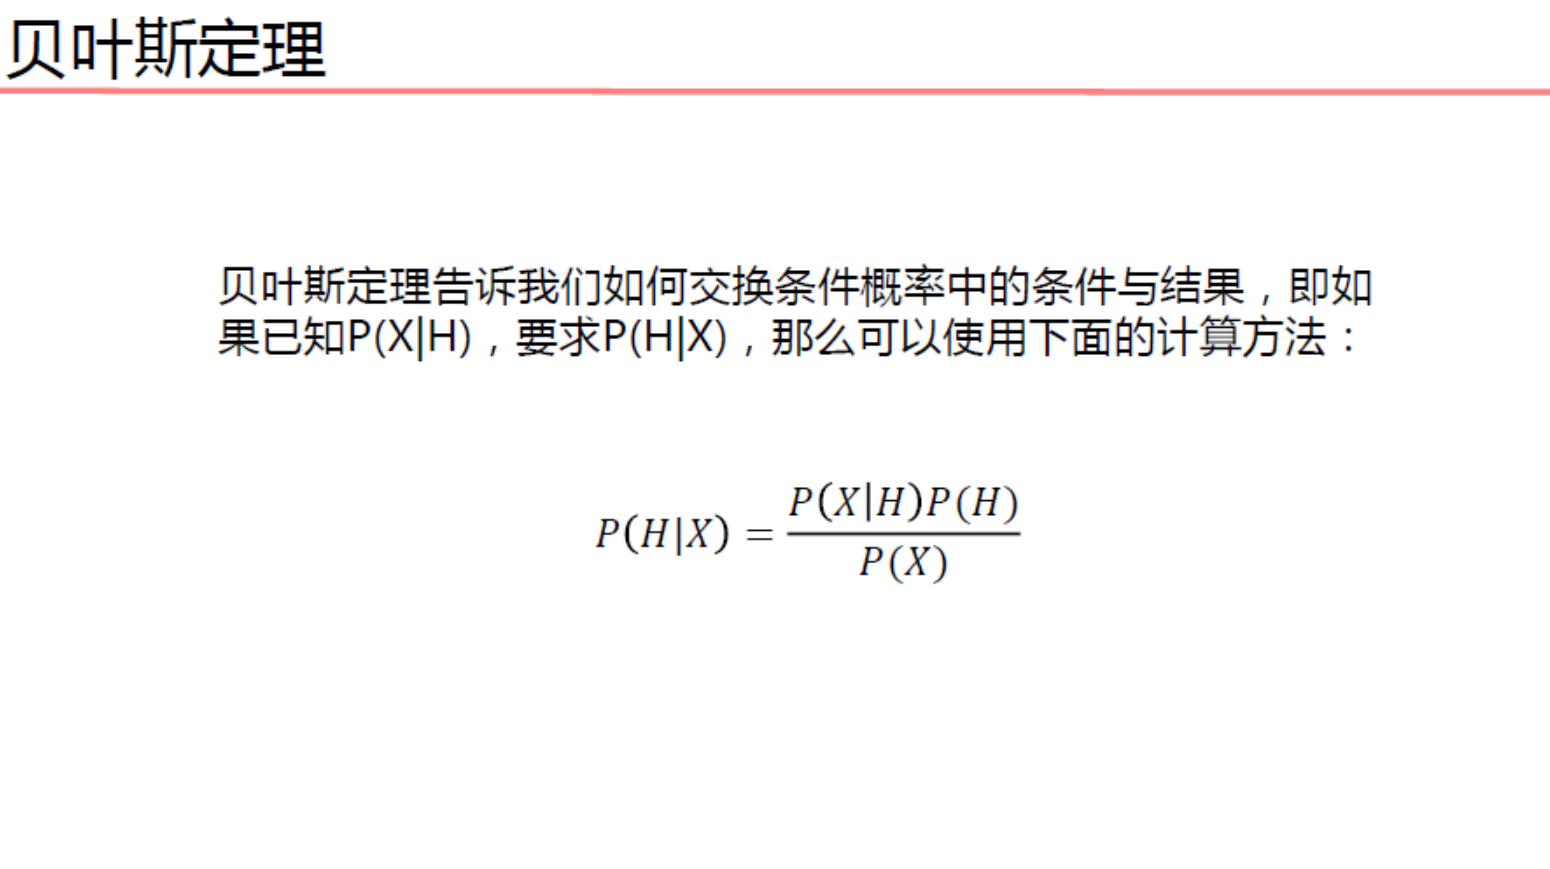 贝叶斯定理
贝叶斯定理告诉我们如何交换条件概率中的条件与结果，即如
果已知P(X|H)，要求P(H|X)，那么可以使用下面的计算方法：
P(H|X) = P(X|H)P(H) / P(X)